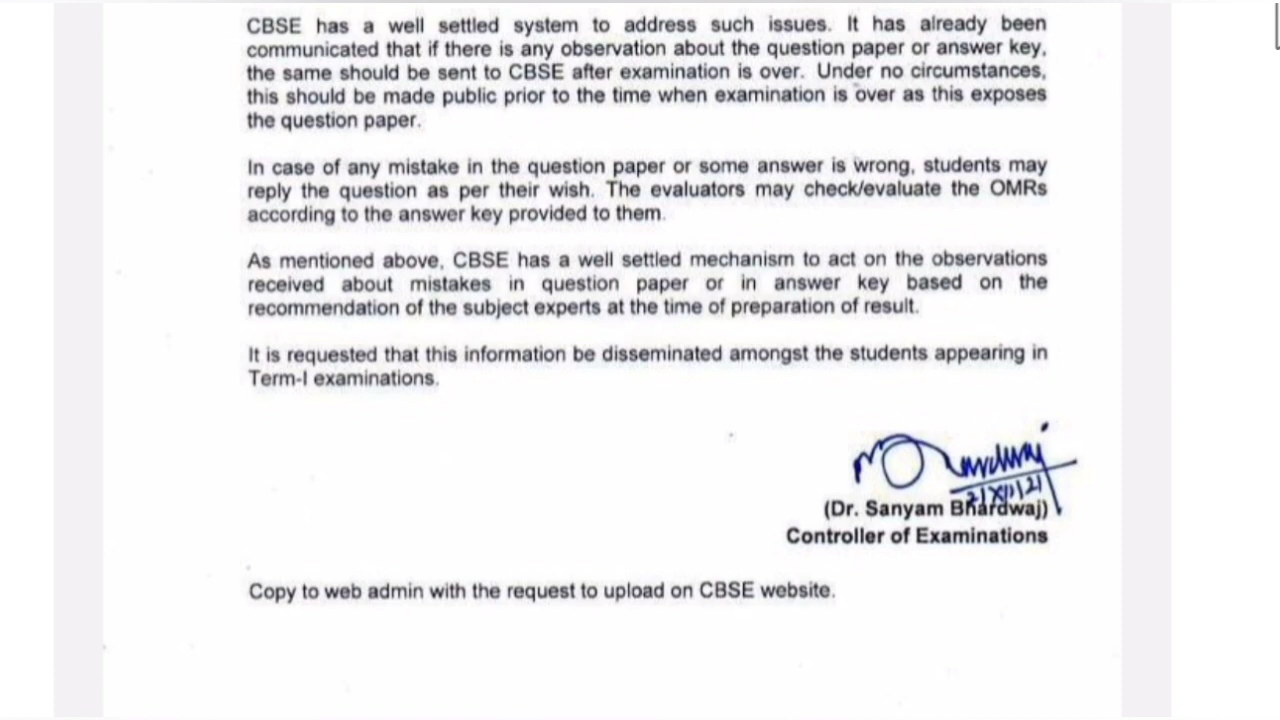 CBSE has a well settled system to address such issues. It has already been
communicated that if there is any observation about the question paper or answer key,
the same should be sent to CBSE after examination is over. Under no circumstances,
this should be made public prior to the time when examination is over as this exposes
the question paper.
In case of any mistake in the question paper or some answer is wrong, students may
reply the question as per their wish. The evaluators may check/evaluate the OMRs
according to the answer key provided to them.
As mentioned above, CBSE has a well settled mechanism to act on the observations
received about mistakes in question paper or in answer key based on the
recommendation of the subject experts at the time of preparation of result.
It is requested that this information be disseminated amongst the students appearing in
Term-I examinations.
(Dr. Sanyam Bhardwaj)
Controller of Examinations
Copy to web admin with the request to upload on CBSE website.